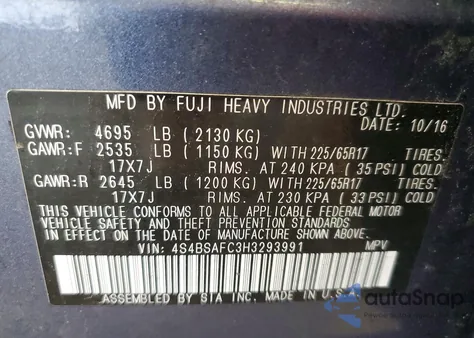 MFD BY FUJI HEAVY INDUSTRIES LTD.
DATE: 10/16
GVWR: 4695 LB (2130 KG)
GAWR:F 2535 LB (1150 KG) WITH 225/65R17 TIRES.
17X7J RIMS. AT 240 KPA (35 PSI) COLD
GAWR:R 2645 LB (1200 KG) WITH 225/65R17 TIRES.
17X7J RIMS. AT 230 KPA (33 PSI) COLD
THIS VEHICLE CONFORMS TO ALL APPLICABLE FEDERAL MOTOR
VEHICLE SAFETY AND THEFT PREVENTION STANDARDS
IN EFFECT ON THE DATE OF MANUFACTURE SHOWN ABOVE.
VIN: 4S4BSAFC3H3293991 MPV
ASSEMBLED BY SIA INC. MADE IN U.S.A.
autoSnap